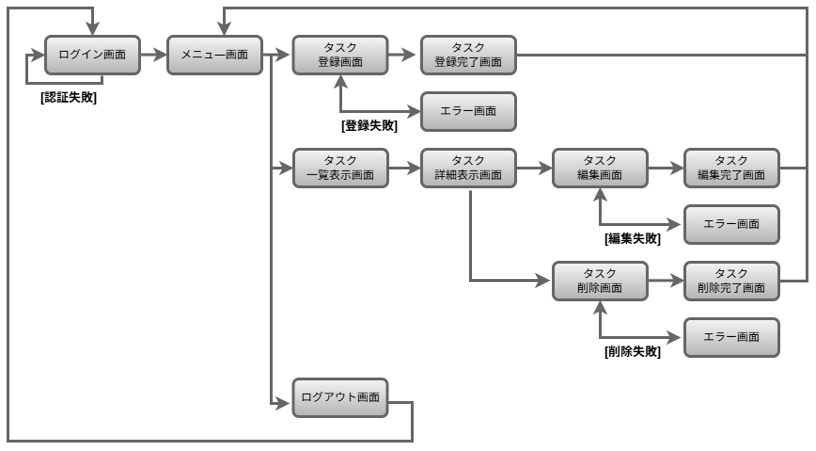 ログイン画面
メニュー画面
タスク
登録画面
タスク
登録完了画面
[認証失敗]
エラー画面
[登録失敗]
タスク
一覧表示画面
タスク
詳細表示画面
タスク
編集画面
タスク
編集完了画面
エラー画面
[編集失敗]
タスク
削除画面
タスク
削除完了画面
エラー画面
[削除失敗]
ログアウト画面